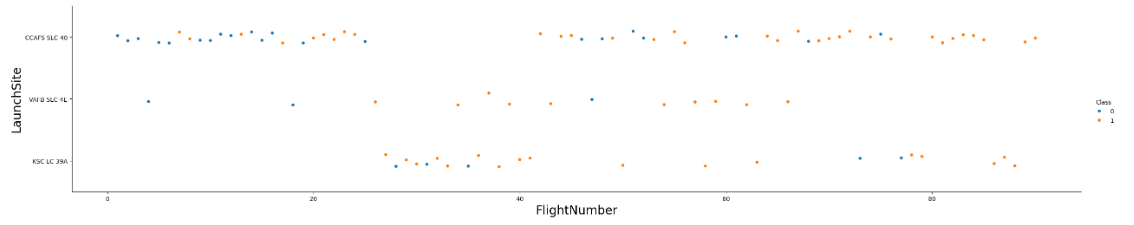 CCAFS SLC 40
VAFB SLC 4E
KSC LC 39A
LaunchSite
0 20 40 60 80
FlightNumber
Class
0
1